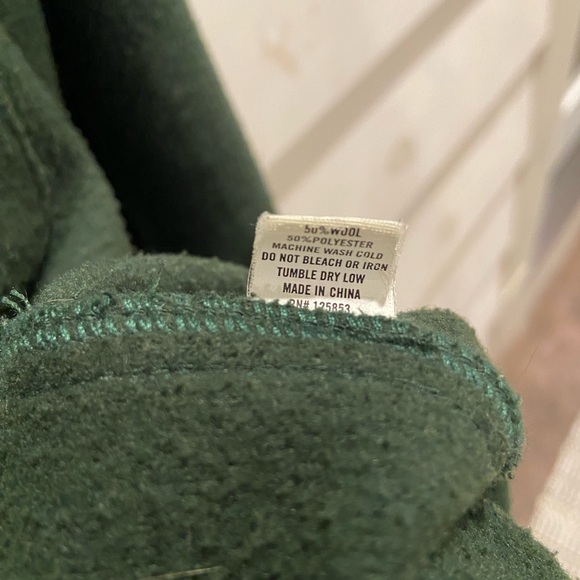 50%WOOL
50%POLYESTER
MACHINE WASH COLD
DO NOT BLEACH OR IRON
TUMBLE DRY LOW
MADE IN CHINA
RN# 125853